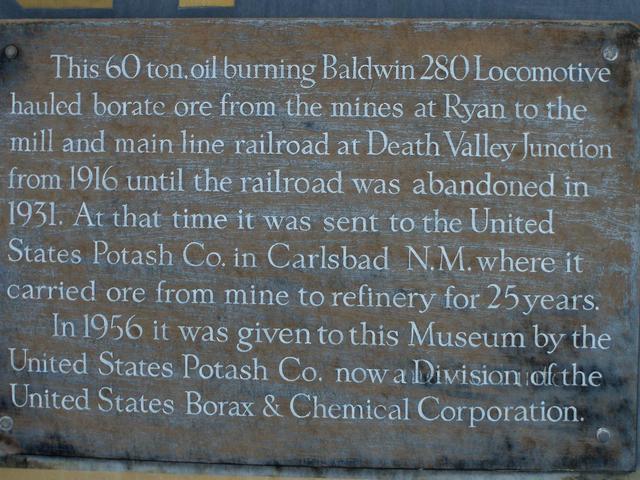 This 60 ton, oil burning Baldwin 280 Locomotive
hauled borate ore from the mines at Ryan to the
mill and main line railroad at Death Valley Junction
from 1916 until the railroad was abandoned in
1931. At that time it was sent to the United
States Potash Co. in Carlsbad N.M. where it
carried ore from mine to refinery for 25 years.
In 1956 it was given to this Museum by the
United States Potash Co. now a Division of the
United States Borax & Chemical Corporation.